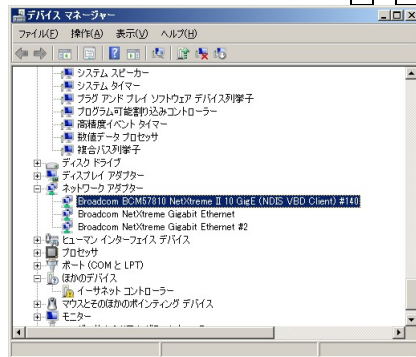 デバイス マネージャー
ファイル(F) 操作(A) 表示(V) ヘルプ(H)
システム スピーカー
システム タイマー
プラグ アンド プレイ ソフトウェア デバイス列挙子
プログラム可能割り込みコントローラー
高精度イベント タイマー
数値データ プロセッサ
複合バス列挙子
ディスク ドライブ
ディスプレイ アダプター
ネットワーク アダプター
Broadcom BCM57810 NetXtreme II 10 GigE (NDIS VBD Client) #140
Broadcom NetXtreme Gigabit Ethernet
Broadcom NetXtreme Gigabit Ethernet #2
ヒューマン インターフェイス デバイス
プロセッサ
ポート (COM と LPT)
ほかのデバイス
イーサネット コントローラー
マウスとそのほかのポインティング デバイス
モニター